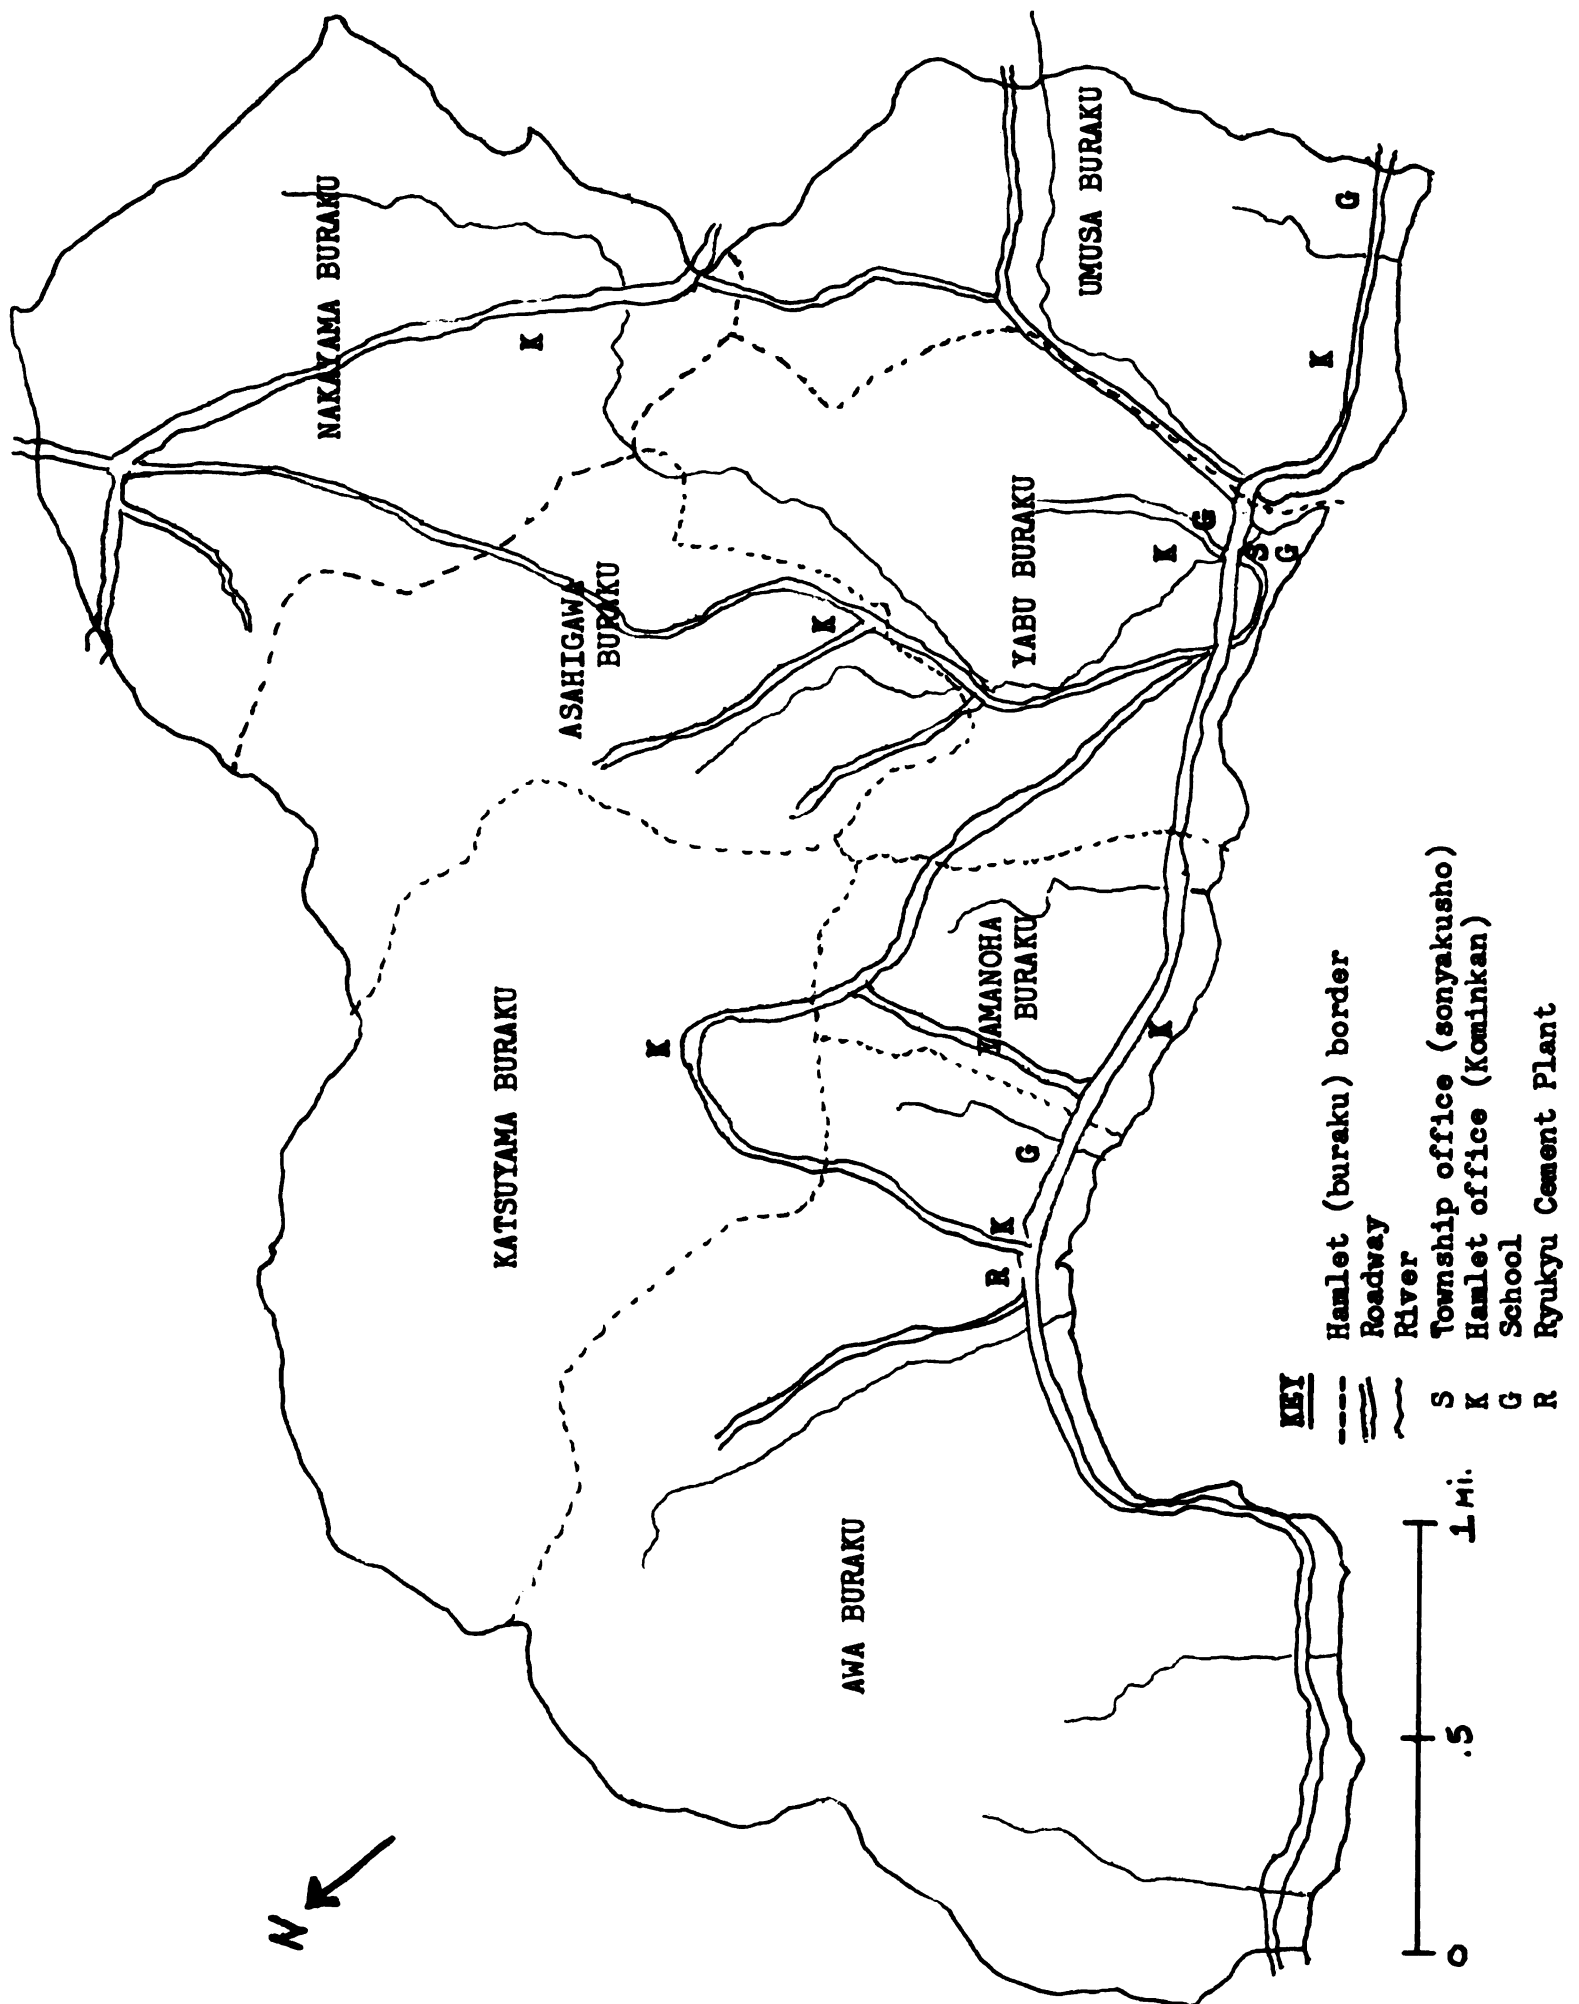 N
NAKAYAMA BURAKU
KATSUYAMA BURAKU
K
ASAHIGAWA
BURAKU
K
K
AWA BURAKU
YAMANOHA
BURAKU
R
K
G
YABU BURAKU
UMUSA BURAKU
K
K
G
S
G
K
G
KEY
Hamlet (buraku) border
Roadway
River
S Township office (sonyakusho)
K Hamlet office (Kominkan)
G School
R Ryukyu Cement Plant
0 .5 1 Mi.